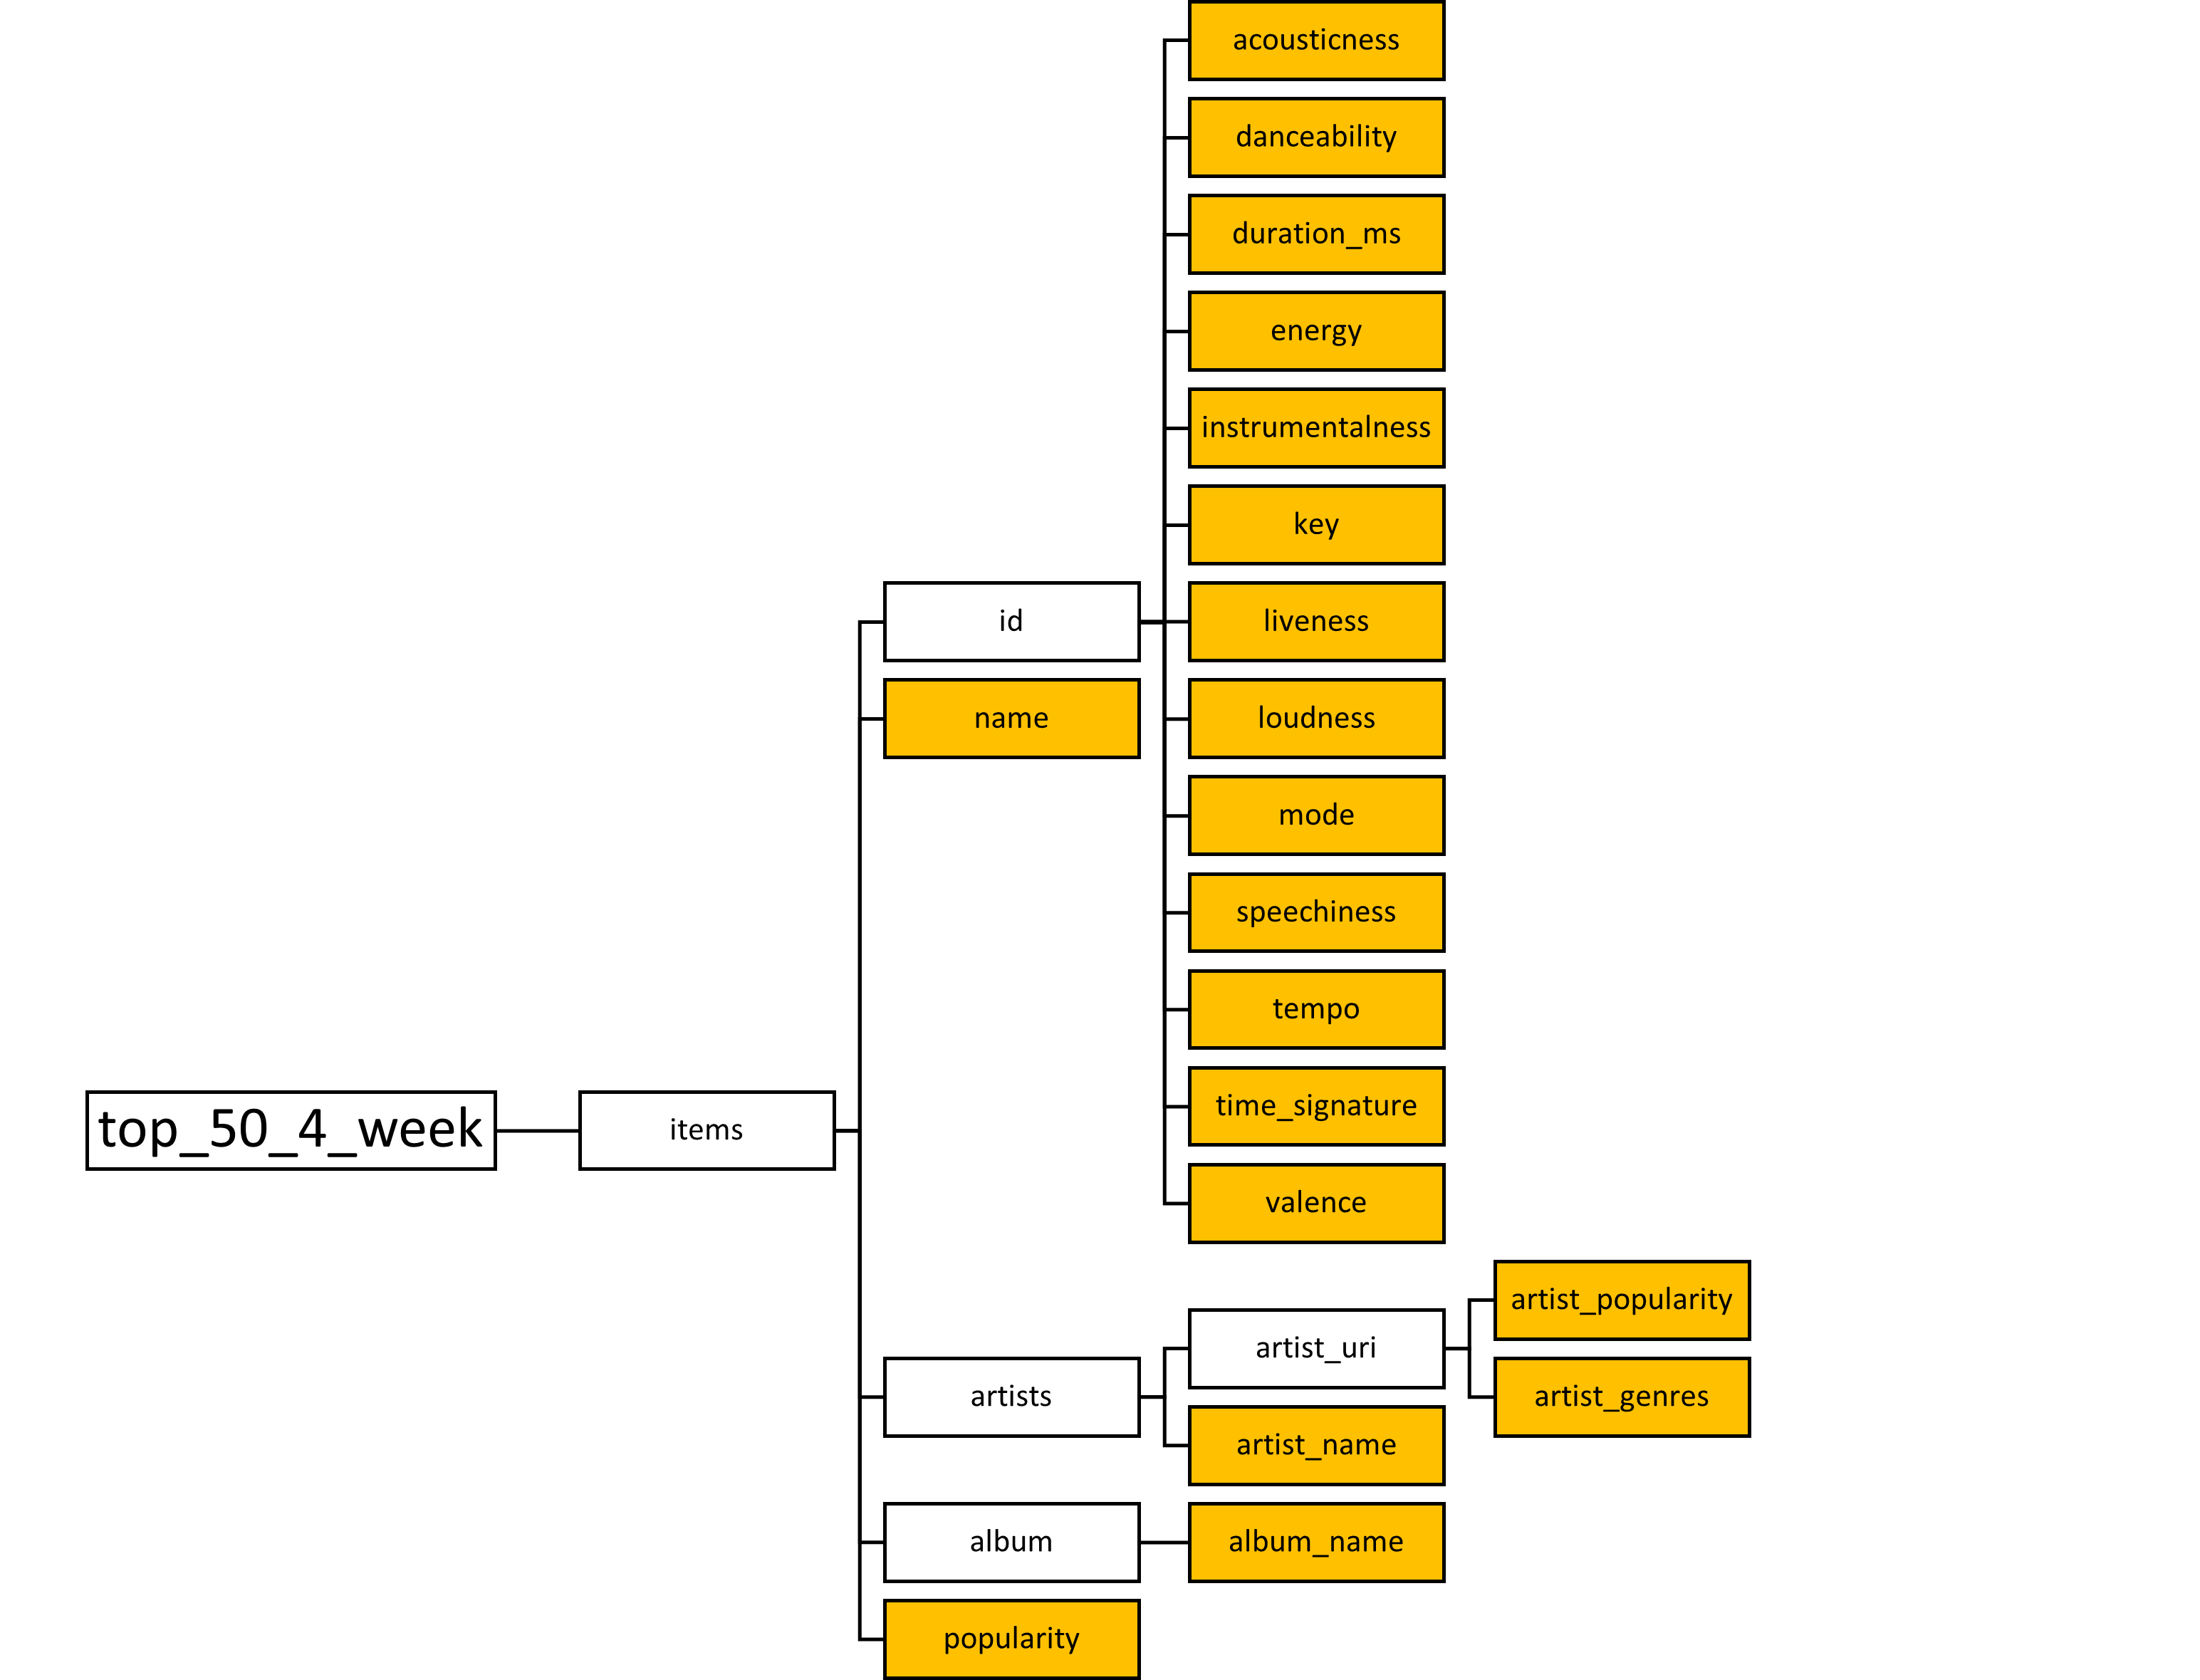 acousticness
danceability
duration_ms
energy
instrumentalness
key
id
liveness
name
loudness
mode
speechiness
tempo
top_50_4_week
items
time_signature
valence
artist_popularity
artist_uri
artists
artist_genres
artist_name
album
album_name
popularity